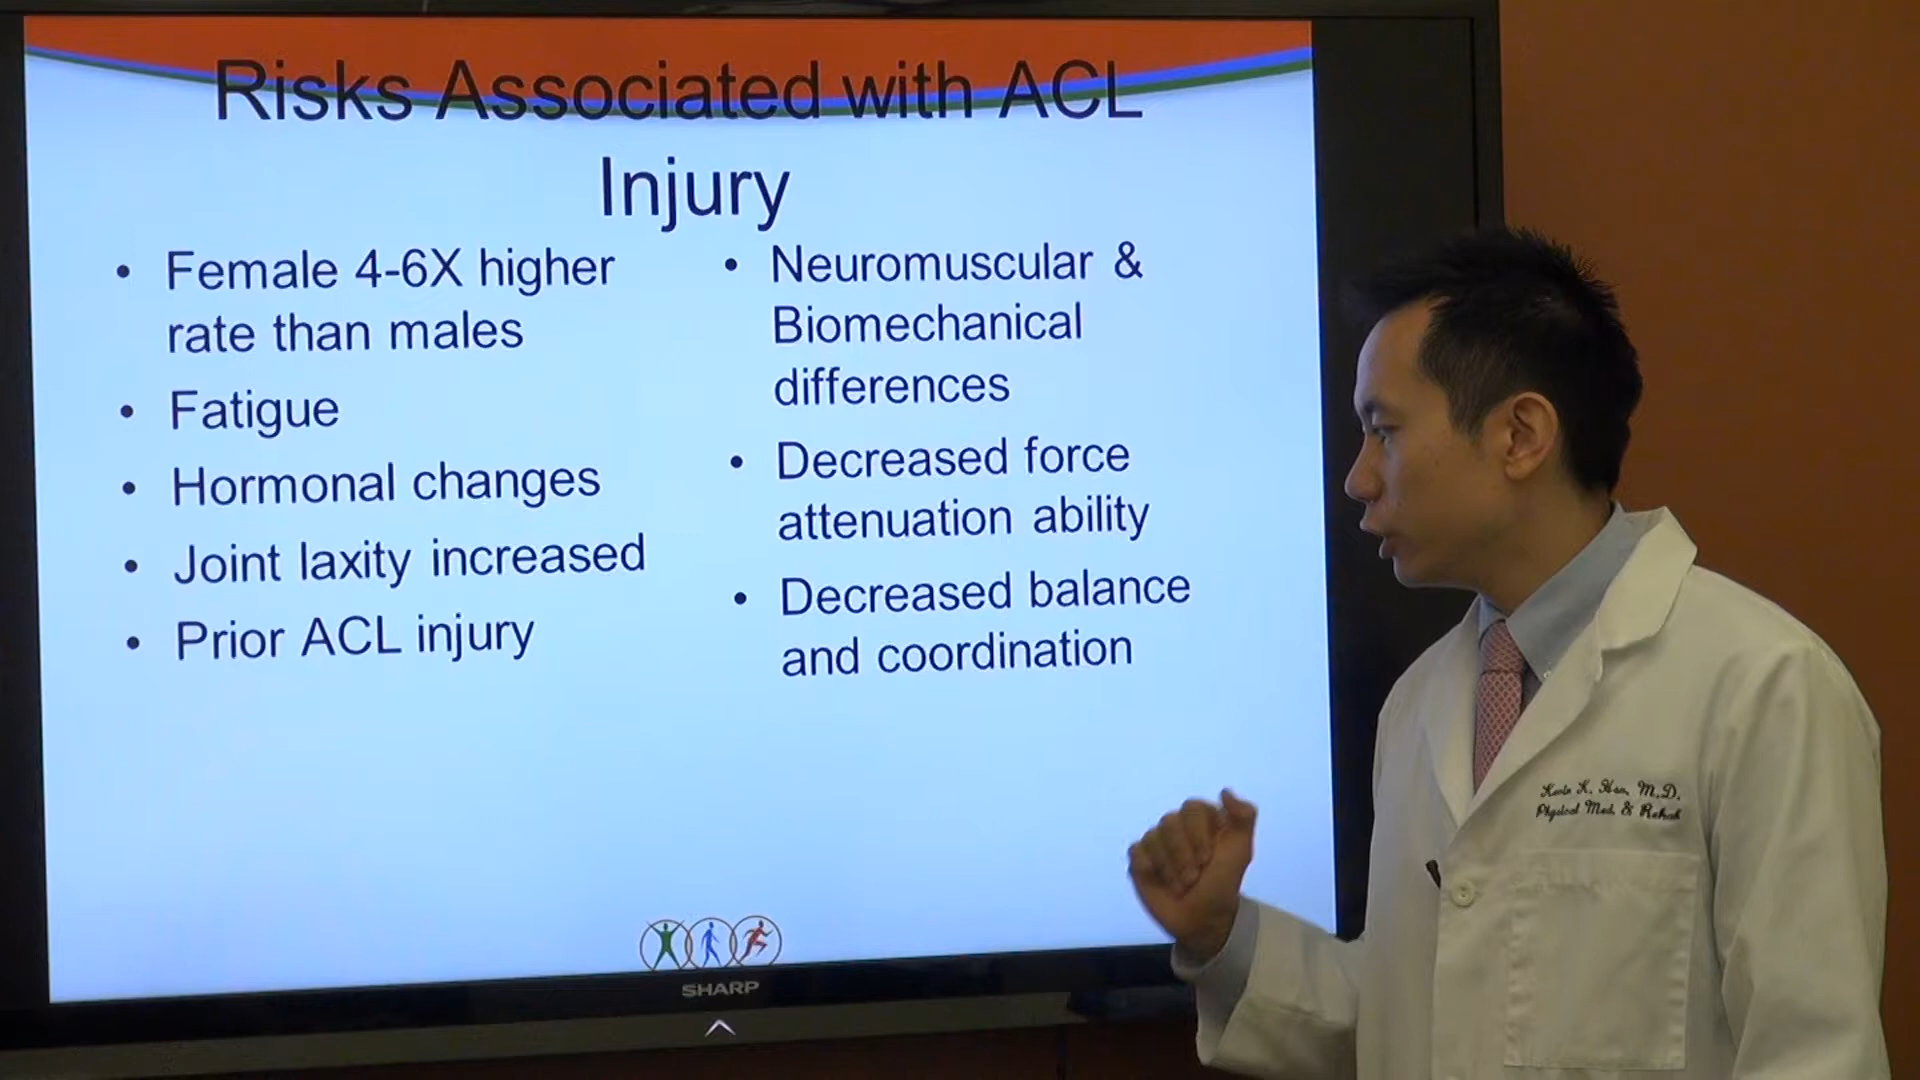 Risks Associated with ACL
Injury
• Female 4-6X higher
rate than males
• Fatigue
• Hormonal changes
• Joint laxity increased
• Prior ACL injury
• Neuromuscular &
Biomechanical
differences
• Decreased force
attenuation ability
• Decreased balance
and coordination
SHARP
K. M.D.
Physical Med. & Rehab